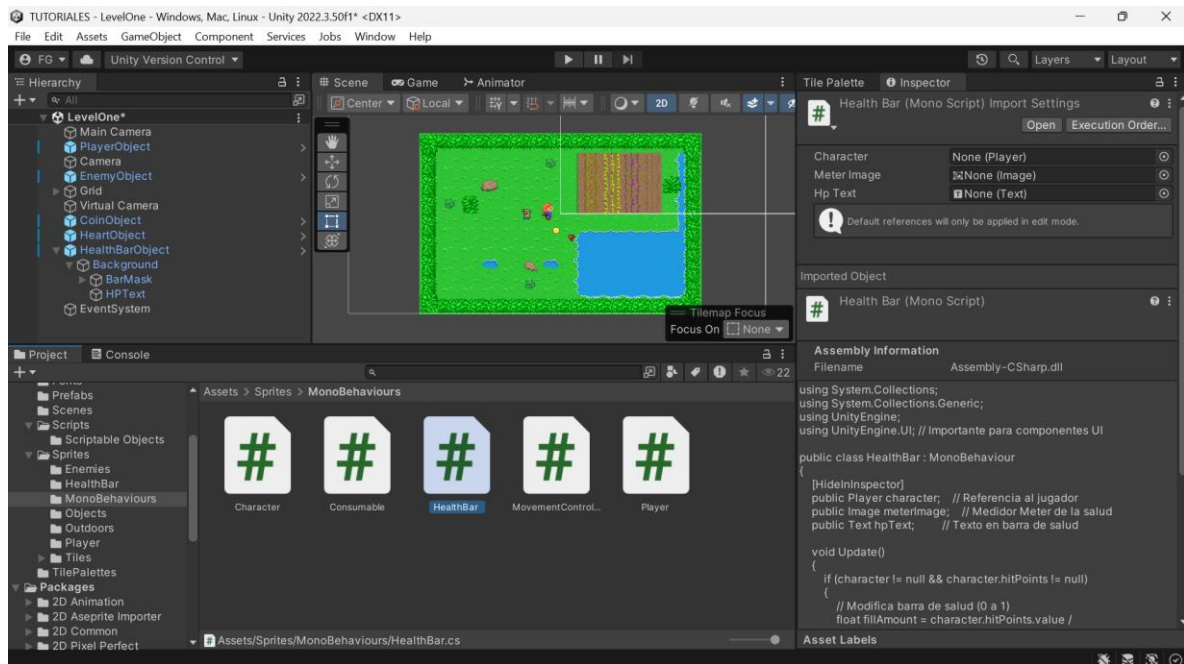 TUTORIALES - LevelOne - Windows, Mac, Linux - Unity 2022.3.50f1* <DX11>
File Edit Assets GameObject Component Services Jobs Window Help
FG Unity Version Control Layers Layout
Hierarchy
All
LevelOne*
Main Camera
PlayerObject
Camera
EnemyObject
Grid
Virtual Camera
CoinObject
HeartObject
HealthBarObject
Background
BarMask
HPText
EventSystem
Scene Game Animator
Center Local 2D
Tilemap Focus
Focus On None
Tile Palette Inspector
Health Bar (Mono Script) Import Settings
Open Execution Order...
Character None (Player)
Meter Image None (Image)
Hp Text None (Text)
Default references will only be applied in edit mode.
Imported Object
Health Bar (Mono Script)
Assembly Information
Filename Assembly-CSharp.dll
using System.Collections;
using System.Collections.Generic;
using UnityEngine;
using UnityEngine.UI; // Importante para componentes UI
public class HealthBar : MonoBehaviour
{
[HideInInspector]
public Player character; // Referencia al jugador
public Image meterImage; // Medidor Meter de la salud
public Text hpText; // Texto en barra de salud
void Update()
{
if (character != null && character.hitPoints != null)
{
// Modifica barra de salud (0 a 1)
float fillAmount = character.hitPoints.value /
Asset Labels
Project Console
22
Prefabs
Scenes
Scripts
Scriptable Objects
Sprites
Enemies
HealthBar
MonoBehaviours
Objects
Outdoors
Player
Tiles
TilePalettes
Packages
2D Animation
2D Aseprite Importer
2D Common
2D Pixel Perfect
Assets > Sprites > MonoBehaviours
# # # # #
Character Consumable HealthBar MovementControl... Player
Assets/Sprites/MonoBehaviours/HealthBar.cs